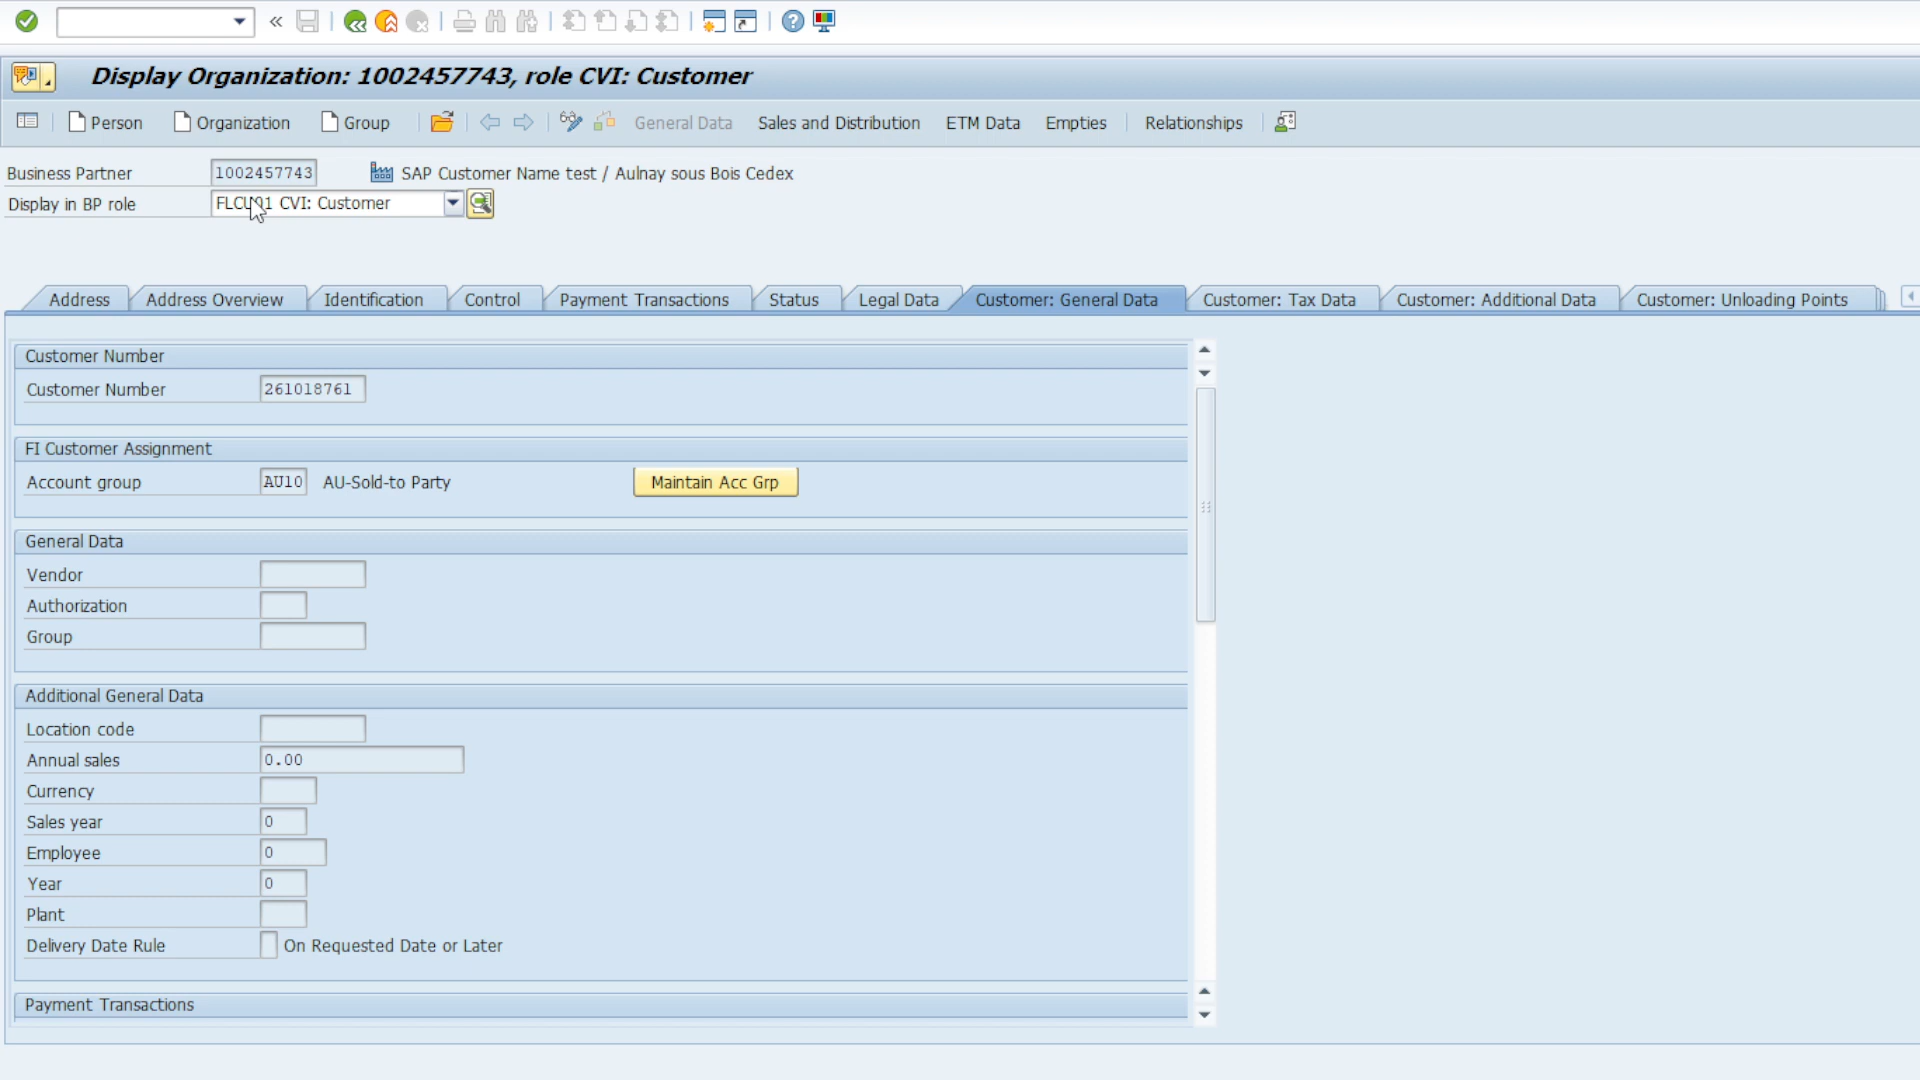 Display Organization: 1002457743, role CVI: Customer
Person Organization Group General Data Sales and Distribution ETM Data Empties Relationships
Business Partner 1002457743 SAP Customer Name test / Aulnay sous Bois Cedex
Display in BP role FLCU01 CVI: Customer
Address Address Overview Identification Control Payment Transactions Status Legal Data Customer: General Data Customer: Tax Data Customer: Additional Data Customer: Unloading Points
Customer Number
Customer Number 261018761
FI Customer Assignment
Account group AU10 AU-Sold-to Party Maintain Acc Grp
General Data
Vendor
Authorization
Group
Additional General Data
Location code
Annual sales 0.00
Currency
Sales year 0
Employee 0
Year 0
Plant
Delivery Date Rule On Requested Date or Later
Payment Transactions